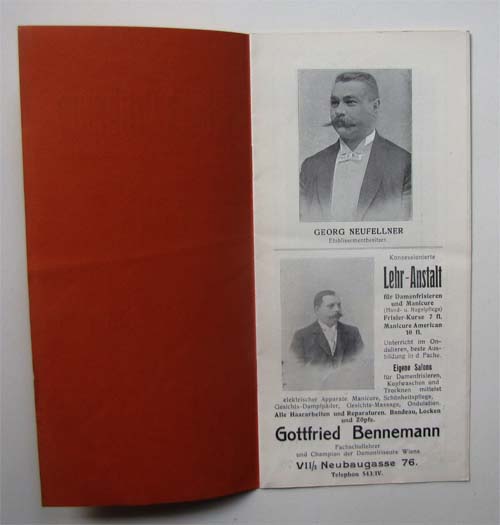 GEORG NEUFELLNER
Etablissementbesitzer.
Konzessionierte
Lehr-Anstalt
für Damenfrisieren
und Manicure
(Hand- u. Nagelpflege)
Frisier-Kurse 7 fl.
Manicure American
10 fl.
Unterricht im On-
dulieren, beste Aus-
bildung in d Fache.
Eigene Salons
für Damenfrisieren,
Kopfwaschen und
Trocknen mittelst
elektrischer Apparate. Manicure, Schönheitspflege,
Gesichts-Dampfpäder, Gesichts-Massage, Ondulation.
Alle Haararbeiten und Reparaturen. Bandeau, Locken
und Zöpfe.
Gottfried Bennemann
Fachschullehrer
und Champion der Damenfriseure Wiens
VII/3 Neubaugasse 76.
Telephon 543/IV.